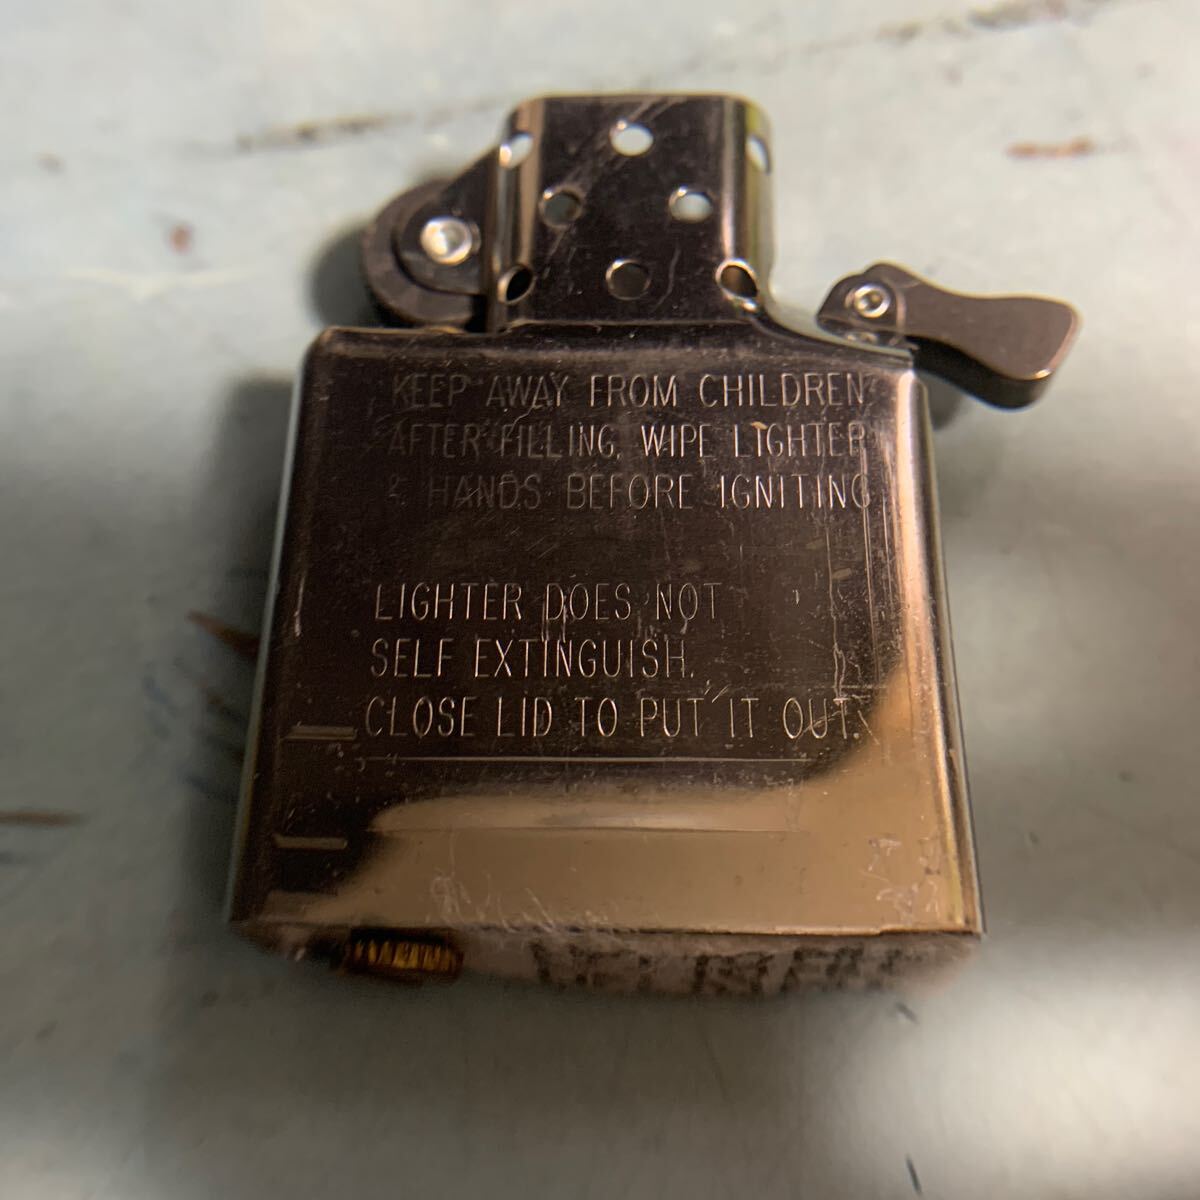 KEEP AWAY FROM CHILDREN
AFTER FILLING, WIPE LIGHTER
& HANDS BEFORE IGNITING
LIGHTER DOES NOT
SELF EXTINGUISH.
CLOSE LID TO PUT IT OUT.